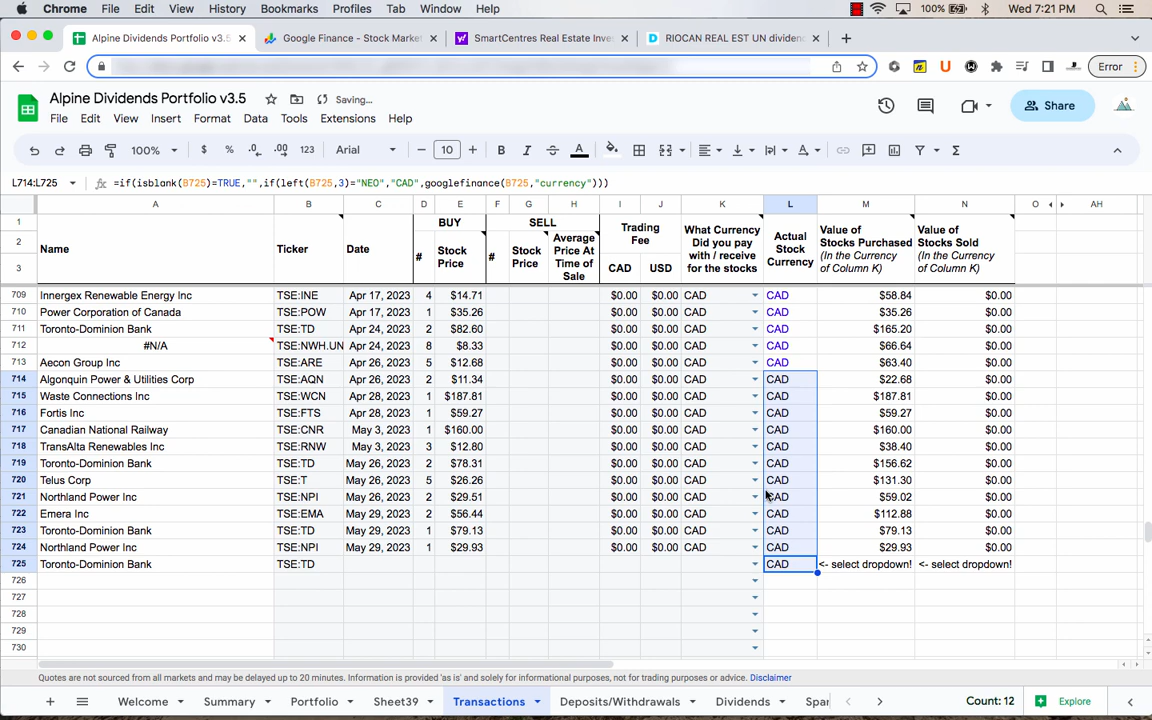 Chrome File Edit View History Bookmarks Profiles Tab Window Help 100% Wed 7:21 PM
Alpine Dividends Portfolio v3.5 Google Finance - Stock Market SmartCentres Real Estate Inves RIOCAN REAL EST UN dividend
Error
Alpine Dividends Portfolio v3.5 Saving...
File Edit View Insert Format Data Tools Extensions Help
Share
100% $ % .0 .00 123 Arial 10 B I A Σ
L714:L725 fx =if(isblank(B725)=TRUE,"",if(left(B725,3)="NEO","CAD",googlefinance(B725,"currency")))
A B C D E F G H I J K L M N O AH
1 2 3
Name Ticker Date BUY # Stock Price SELL # Stock Price Average Price At Time of Sale Trading Fee CAD USD What Currency Did you pay with / receive for the stocks Actual Stock Currency Value of Stocks Purchased (In the Currency of Column K) Value of Stocks Sold (In the Currency of Column K)
709 Innergex Renewable Energy Inc TSE:INE Apr 17, 2023 4 $14.71 $0.00 $0.00 CAD CAD $58.84 $0.00
710 Power Corporation of Canada TSE:POW Apr 17, 2023 1 $35.26 $0.00 $0.00 CAD CAD $35.26 $0.00
711 Toronto-Dominion Bank TSE:TD Apr 24, 2023 2 $82.60 $0.00 $0.00 CAD CAD $165.20 $0.00
712 #N/A TSE:NWH.UN Apr 24, 2023 8 $8.33 $0.00 $0.00 CAD CAD $66.64 $0.00
713 Aecon Group Inc TSE:ARE Apr 26, 2023 5 $12.68 $0.00 $0.00 CAD CAD $63.40 $0.00
714 Algonquin Power & Utilities Corp TSE:AQN Apr 26, 2023 2 $11.34 $0.00 $0.00 CAD CAD $22.68 $0.00
715 Waste Connections Inc TSE:WCN Apr 28, 2023 1 $187.81 $0.00 $0.00 CAD CAD $187.81 $0.00
716 Fortis Inc TSE:FTS Apr 28, 2023 1 $59.27 $0.00 $0.00 CAD CAD $59.27 $0.00
717 Canadian National Railway TSE:CNR May 3, 2023 1 $160.00 $0.00 $0.00 CAD CAD $160.00 $0.00
718 TransAlta Renewables Inc TSE:RNW May 3, 2023 3 $12.80 $0.00 $0.00 CAD CAD $38.40 $0.00
719 Toronto-Dominion Bank TSE:TD May 26, 2023 2 $78.31 $0.00 $0.00 CAD CAD $156.62 $0.00
720 Telus Corp TSE:T May 26, 2023 5 $26.26 $0.00 $0.00 CAD CAD $131.30 $0.00
721 Northland Power Inc TSE:NPI May 26, 2023 2 $29.51 $0.00 $0.00 CAD CAD $59.02 $0.00
722 Emera Inc TSE:EMA May 29, 2023 2 $56.44 $0.00 $0.00 CAD CAD $112.88 $0.00
723 Toronto-Dominion Bank TSE:TD May 29, 2023 1 $79.13 $0.00 $0.00 CAD CAD $79.13 $0.00
724 Northland Power Inc TSE:NPI May 29, 2023 1 $29.93 $0.00 $0.00 CAD CAD $29.93 $0.00
725 Toronto-Dominion Bank TSE:TD CAD <- select dropdown! <- select dropdown!
726
727
728
729
730
Quotes are not sourced from all markets and may be delayed up to 20 minutes. Information is provided 'as is' and solely for informational purposes, not for trading purposes or advice. Disclaimer
Welcome Summary Portfolio Sheet39 Transactions Deposits/Withdrawals Dividends Spar Count: 12 Explore